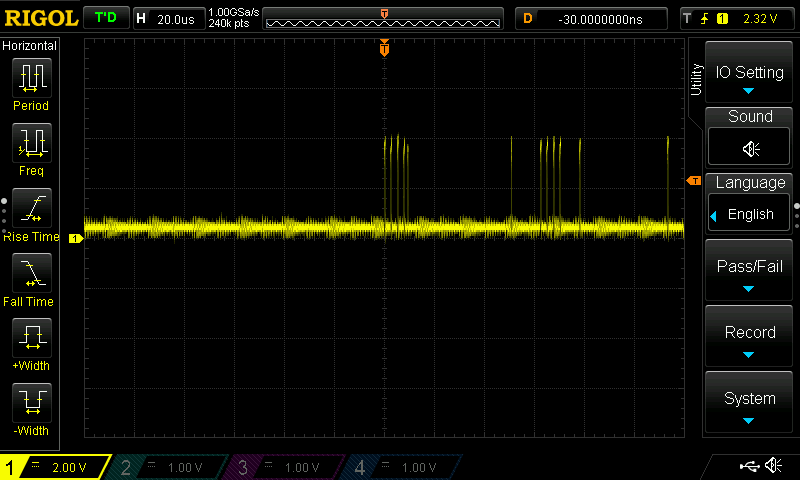 RIGOL T'D H 20.0us 1.00GSa/s 240k pts T D -30.0000000ns T 1 2.32 V
Horizontal
Period
Freq
Rise Time
Fall Time
+Width
-Width
T
T
1
Utility
IO Setting
Sound
Language
English
Pass/Fail
Record
System
1 2.00 V 2 1.00 V 3 1.00 V 4 1.00 V